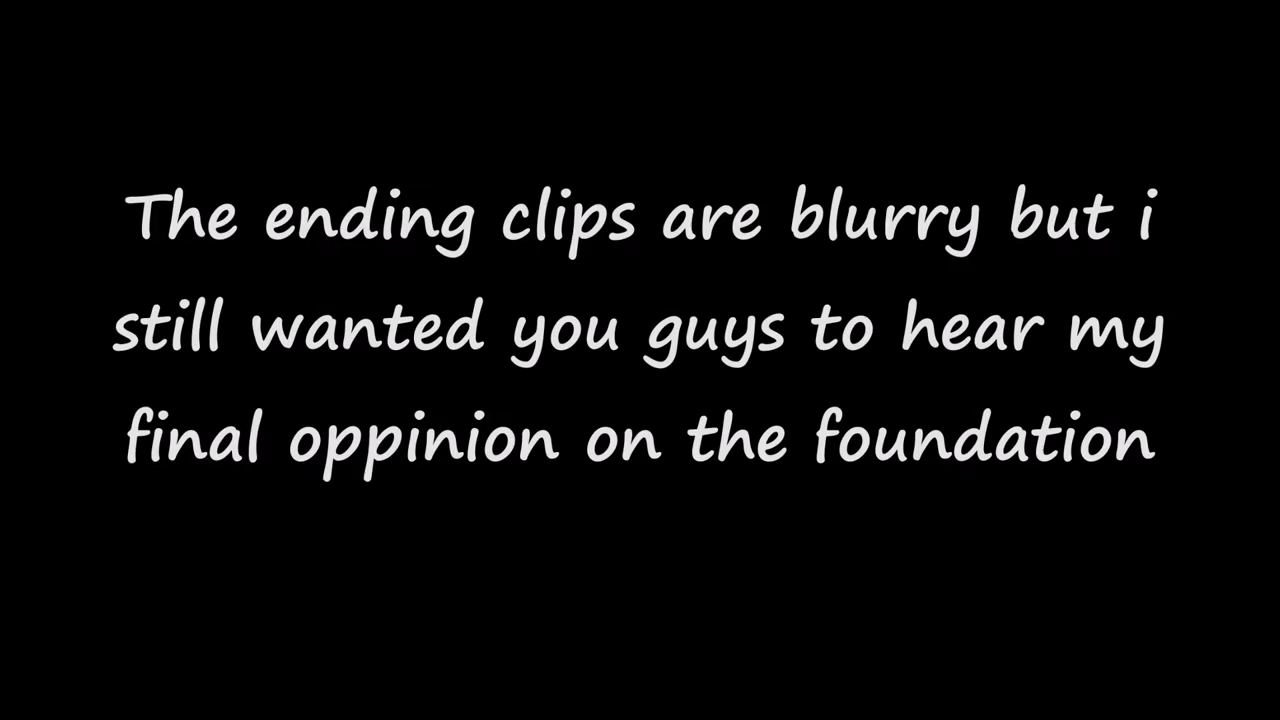 The ending clips are blurry but i
still wanted you guys to hear my
final oppinion on the foundation